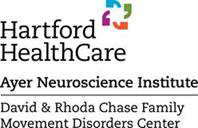 Hartford
HealthCare
Ayer Neuroscience Institute
David & Rhoda Chase Family
Movement Disorders Center